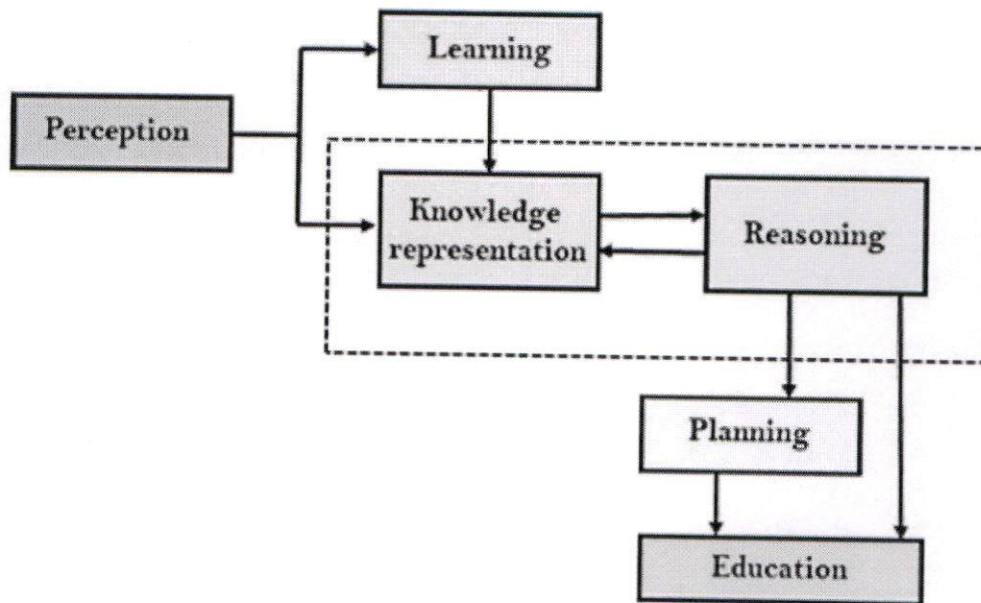 Learning
Perception
Knowledge
representation
Reasoning
Planning
Education